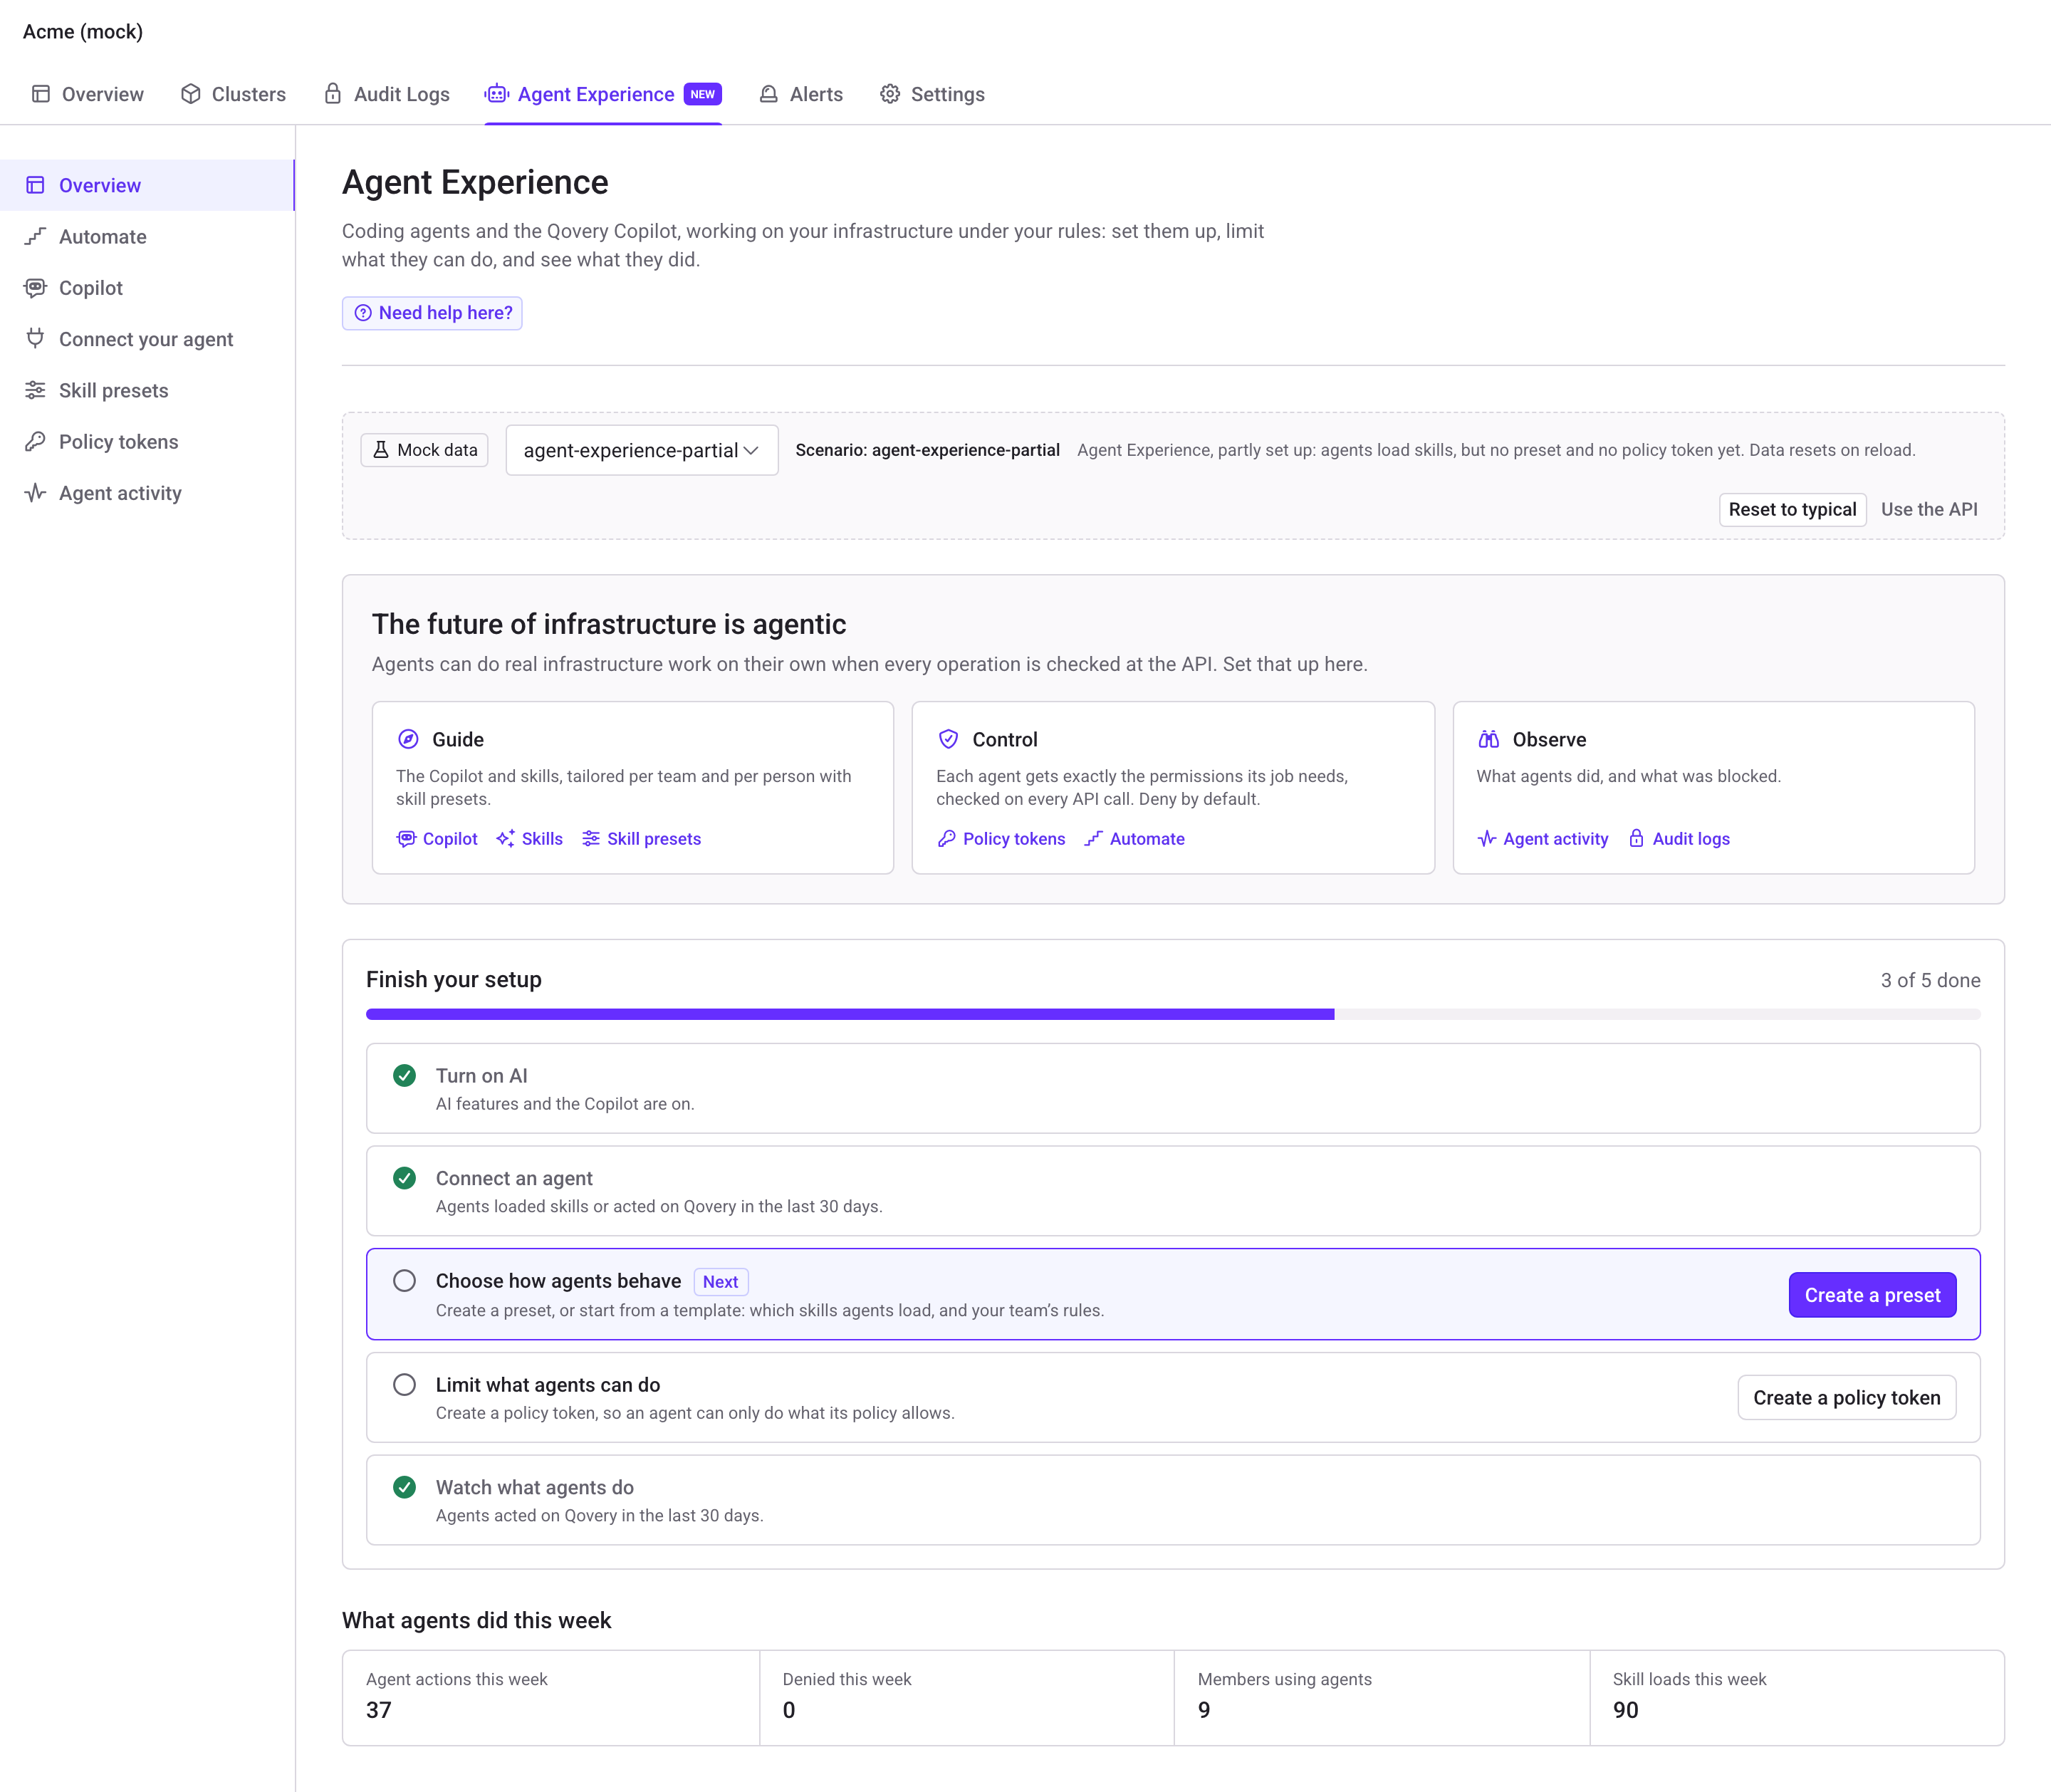 Acme (mock)
Overview
Clusters
Audit Logs
Agent Experience NEW
Alerts
Settings
Overview
Automate
Copilot
Connect your agent
Skill presets
Policy tokens
Agent activity
Agent Experience
Coding agents and the Qovery Copilot, working on your infrastructure under your rules: set them up, limit
what they can do, and see what they did.
Need help here?
Mock data
agent-experience-partial
Scenario: agent-experience-partial
Agent Experience, partly set up: agents load skills, but no preset and no policy token yet. Data resets on reload.
Reset to typical
Use the API
The future of infrastructure is agentic
Agents can do real infrastructure work on their own when every operation is checked at the API. Set that up here.
Guide
The Copilot and skills, tailored per team and per person with
skill presets.
Copilot
Skills
Skill presets
Control
Each agent gets exactly the permissions its job needs,
checked on every API call. Deny by default.
Policy tokens
Automate
Observe
What agents did, and what was blocked.
Agent activity
Audit logs
Finish your setup
3 of 5 done
Turn on AI
AI features and the Copilot are on.
Connect an agent
Agents loaded skills or acted on Qovery in the last 30 days.
Choose how agents behave
Next
Create a preset, or start from a template: which skills agents load, and your team’s rules.
Create a preset
Limit what agents can do
Create a policy token, so an agent can only do what its policy allows.
Create a policy token
Watch what agents do
Agents acted on Qovery in the last 30 days.
What agents did this week
Agent actions this week
37
Denied this week
0
Members using agents
9
Skill loads this week
90